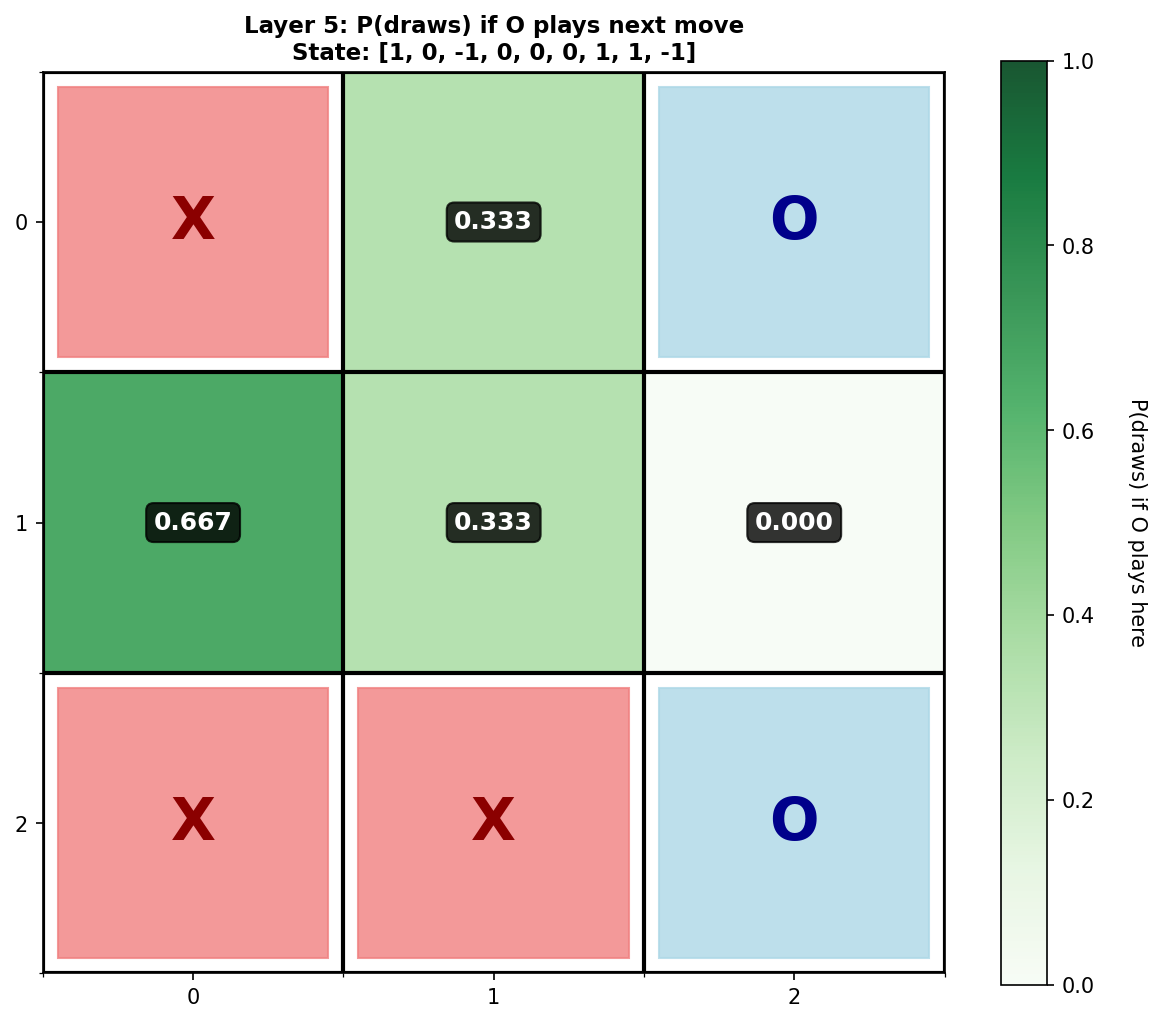 Layer 5: P(draws) if O plays next move
State: [1, 0, -1, 0, 0, 0, 1, 1, -1]
X
0.333
O
0
0.667
0.333
0.000
1
X
X
O
2
0
1
2
1.0
0.8
0.6
0.4
0.2
0.0
P(draws) if O plays here